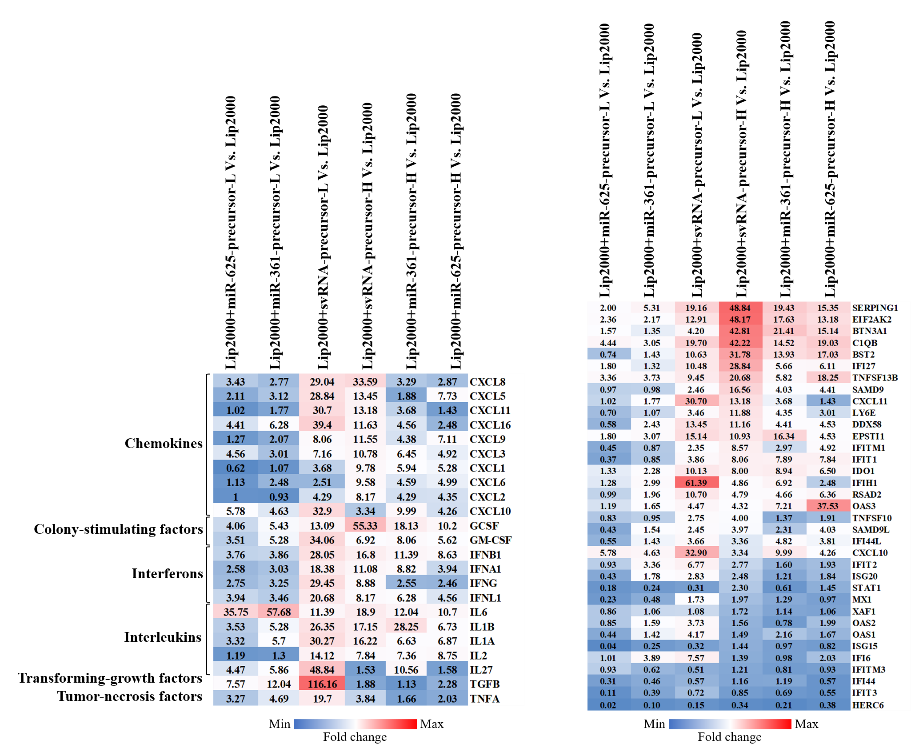 Lip2000+miR-625-precursor-L Vs. Lip2000
Lip2000+miR-361-precursor-L Vs. Lip2000
Lip2000+svRNA-precursor-L Vs. Lip2000
Lip2000+svRNA-precursor-H Vs. Lip2000
Lip2000+miR-361-precursor-H Vs. Lip2000
Lip2000+miR-625-precursor-H Vs. Lip2000
Chemokines
3.43 2.77 29.04 33.59 3.29 2.87 CXCL8
2.11 3.12 28.84 13.45 1.88 7.73 CXCL5
1.02 1.77 30.7 13.18 3.68 1.43 CXCL11
4.41 6.28 39.4 11.63 4.56 2.48 CXCL16
1.27 2.07 8.06 11.55 4.38 7.11 CXCL9
4.56 3.01 7.16 10.78 6.45 4.92 CXCL3
0.62 1.07 3.68 9.78 5.94 5.28 CXCL1
1.13 2.48 2.51 9.58 4.59 4.99 CXCL6
1 0.93 4.29 8.17 4.29 4.35 CXCL2
5.78 4.63 32.9 3.34 9.99 4.26 CXCL10
Colony-stimulating factors
4.06 5.43 13.09 55.33 18.13 10.2 GCSF
3.51 5.28 34.06 6.92 8.06 5.62 GM-CSF
Interferons
3.76 3.86 28.05 16.8 11.39 8.63 IFNB1
2.58 3.03 18.38 11.08 8.82 3.94 IFNA1
2.75 3.25 29.45 8.88 2.55 2.46 IFNG
3.94 3.46 20.68 8.17 6.28 4.56 IFNL1
Interleukins
35.75 57.68 11.39 18.9 12.04 10.7 IL6
3.53 5.28 26.35 17.15 28.25 6.73 IL1B
3.32 5.7 30.27 16.22 6.63 6.87 IL1A
1.19 1.3 14.12 7.84 7.36 8.75 IL2
4.47 5.86 48.84 1.53 10.56 1.58 IL27
Transforming-growth factors
7.57 12.04 116.16 1.88 1.13 2.28 TGFB
Tumor-necrosis factors
3.27 4.69 19.7 3.84 1.66 2.03 TNFA
Min Max
Fold change
Lip2000+miR-625-precursor-L Vs. Lip2000
Lip2000+miR-361-precursor-L Vs. Lip2000
Lip2000+svRNA-precursor-L Vs. Lip2000
Lip2000+svRNA-precursor-H Vs. Lip2000
Lip2000+miR-361-precursor-H Vs. Lip2000
Lip2000+miR-625-precursor-H Vs. Lip2000
2.00 5.31 19.16 48.84 19.43 15.35 SERPING1
2.36 2.17 12.91 48.17 17.63 13.18 EIF2AK2
1.57 1.35 4.20 42.81 21.41 15.14 BTN3A1
4.44 3.05 19.70 42.22 14.52 19.03 C1QB
0.74 1.43 10.63 31.78 13.93 17.03 BST2
1.80 1.32 10.48 28.84 5.66 6.11 IFI27
3.36 3.73 9.45 20.68 5.82 18.25 TNFSF13B
0.97 0.98 2.46 16.56 4.03 4.41 SAMD9
1.02 1.77 30.70 13.18 3.68 1.43 CXCL11
0.70 1.07 3.46 11.88 4.35 3.01 LY6E
0.58 2.43 13.45 11.16 4.41 4.53 DDX58
1.80 3.07 15.14 10.93 16.34 4.53 EPSTI1
0.45 0.87 2.35 8.57 2.97 4.92 IFITM1
0.37 0.85 3.86 8.06 7.89 7.84 IFIT1
1.33 2.28 10.13 8.00 8.94 6.50 IDO1
1.28 2.99 61.39 4.86 6.92 2.48 IFIH1
0.99 1.96 10.70 4.79 4.66 6.36 RSAD2
1.19 1.65 4.47 4.32 7.21 37.53 OAS3
0.83 0.95 2.75 4.00 1.37 1.91 TNFSF10
0.43 1.54 2.45 3.97 2.31 4.03 SAMD9L
0.55 1.43 3.66 3.36 4.82 3.81 IFI44L
5.78 4.63 32.90 3.34 9.99 4.26 CXCL10
0.93 3.36 6.77 2.77 1.60 1.93 IFIT2
0.43 1.78 2.83 2.48 1.21 1.84 ISG20
0.18 0.24 0.31 2.30 0.61 1.45 STAT1
0.23 0.48 1.73 1.97 1.29 0.97 MX1
0.86 1.06 1.08 1.72 1.14 1.06 XAF1
0.85 1.59 3.73 1.56 0.78 1.99 OAS2
0.44 1.42 4.17 1.49 2.16 1.67 OAS1
0.04 0.25 0.32 1.44 0.97 0.82 ISG15
1.01 3.89 7.57 1.39 0.98 2.03 IFI6
0.93 0.62 0.51 1.21 0.81 0.93 IFITM3
0.31 0.46 0.57 1.16 1.19 0.57 IFI44
0.11 0.39 0.72 0.85 0.69 0.55 IFIT3
0.02 0.10 0.15 0.34 0.21 0.38 HERC6
Min Max
Fold change